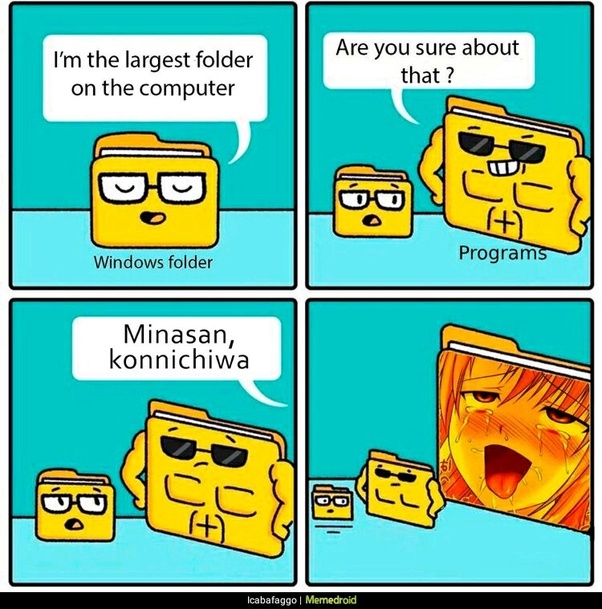 I'm the largest folder
on the computer
Windows folder
Are you sure about
that ?
Programs
Minasan,
konnichiwa
Icabafaggo | Memedroid